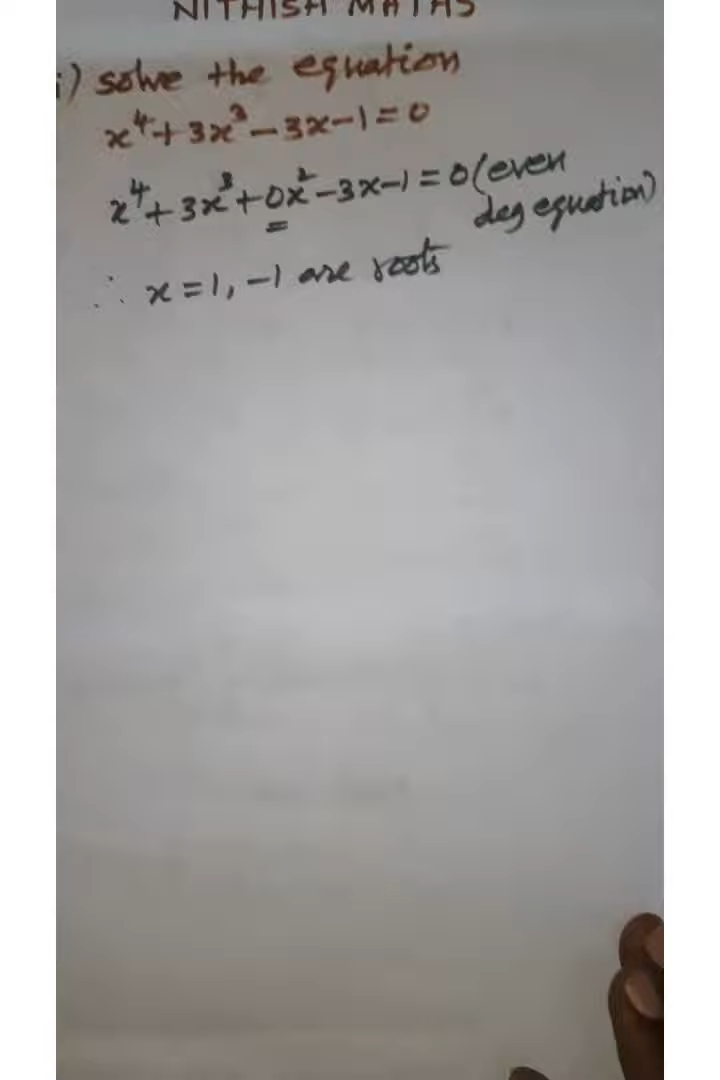 NITHISH MATHS
i) solve the equation
x⁴+3x³-3x-1=0
x⁴+3x³+0x²-3x-1=0 (even
deg equation)
∴ x=1, -1 are roots